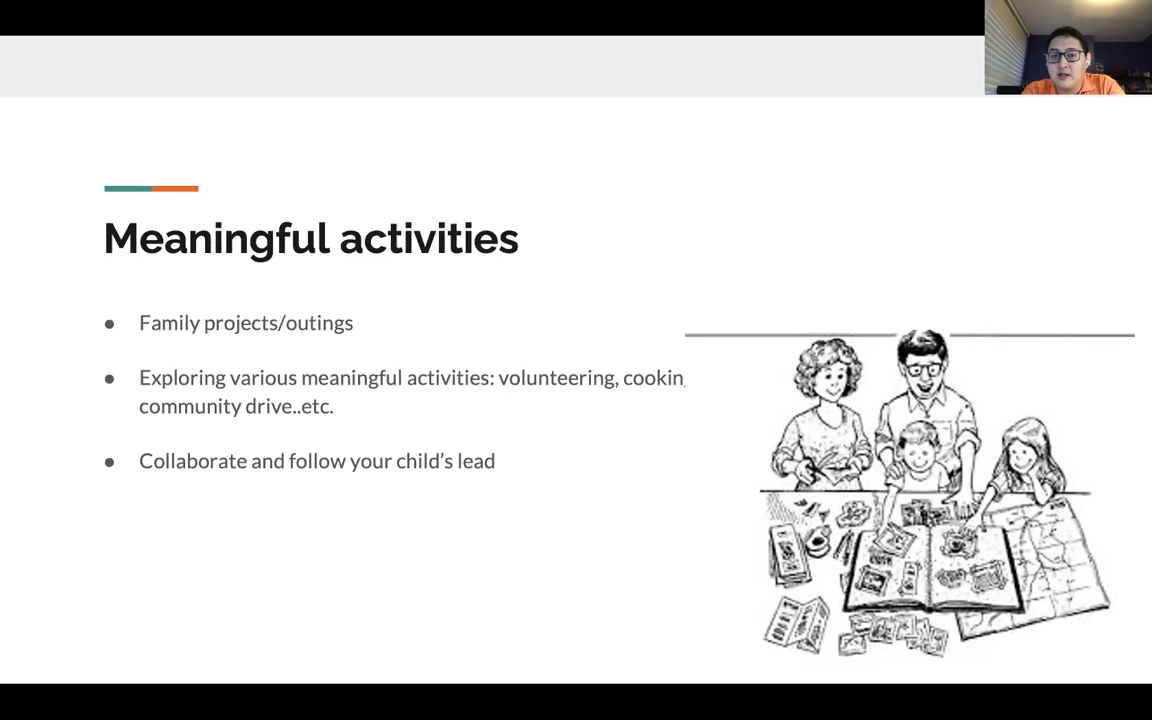 Meaningful activities
● Family projects/outings
● Exploring various meaningful activities: volunteering, cookin
community drive..etc.
● Collaborate and follow your child's lead